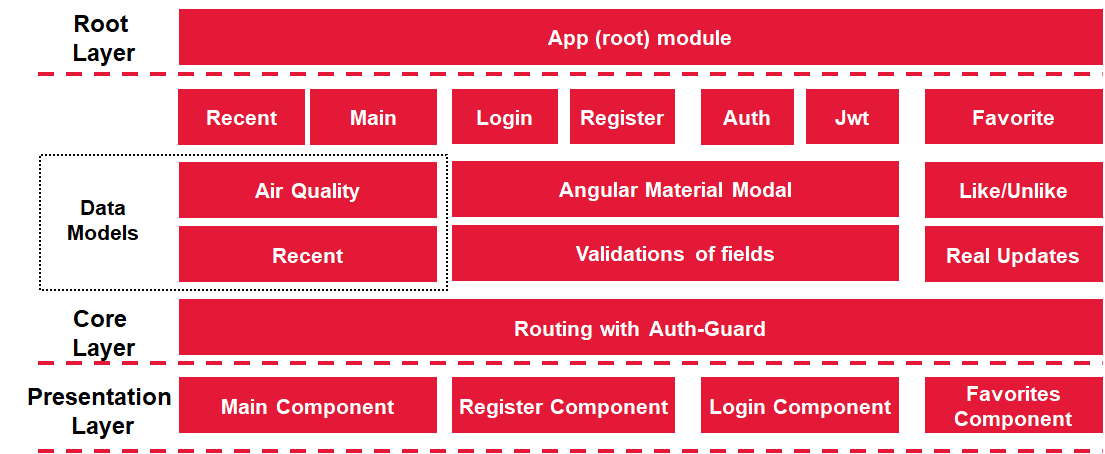 Root
Layer
App (root) module
Recent
Main
Login
Register
Auth
Jwt
Favorite
Data
Models
Air Quality
Angular Material Modal
Like/Unlike
Recent
Validations of fields
Real Updates
Core
Layer
Routing with Auth-Guard
Presentation
Layer
Main Component
Register Component
Login Component
Favorites
Component